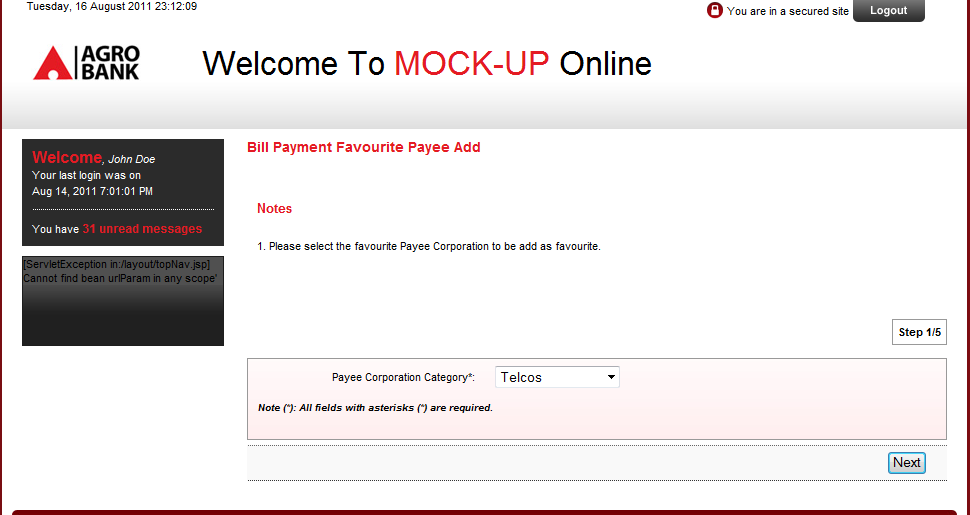 Tuesday, 16 August 2011 23:12:09
You are in a secured site
Logout
AGRO
BANK
Welcome To MOCK-UP Online
Welcome, John Doe
Your last login was on
Aug 14, 2011 7:01:01 PM
You have 31 unread messages
[ServletException in:/layout/topNav.jsp]
Cannot find bean urlParam in any scope'
Bill Payment Favourite Payee Add
Notes
1. Please select the favourite Payee Corporation to be add as favourite.
Step 1/5
Payee Corporation Category*:
Telcos
Note (*): All fields with asterisks (*) are required.
Next